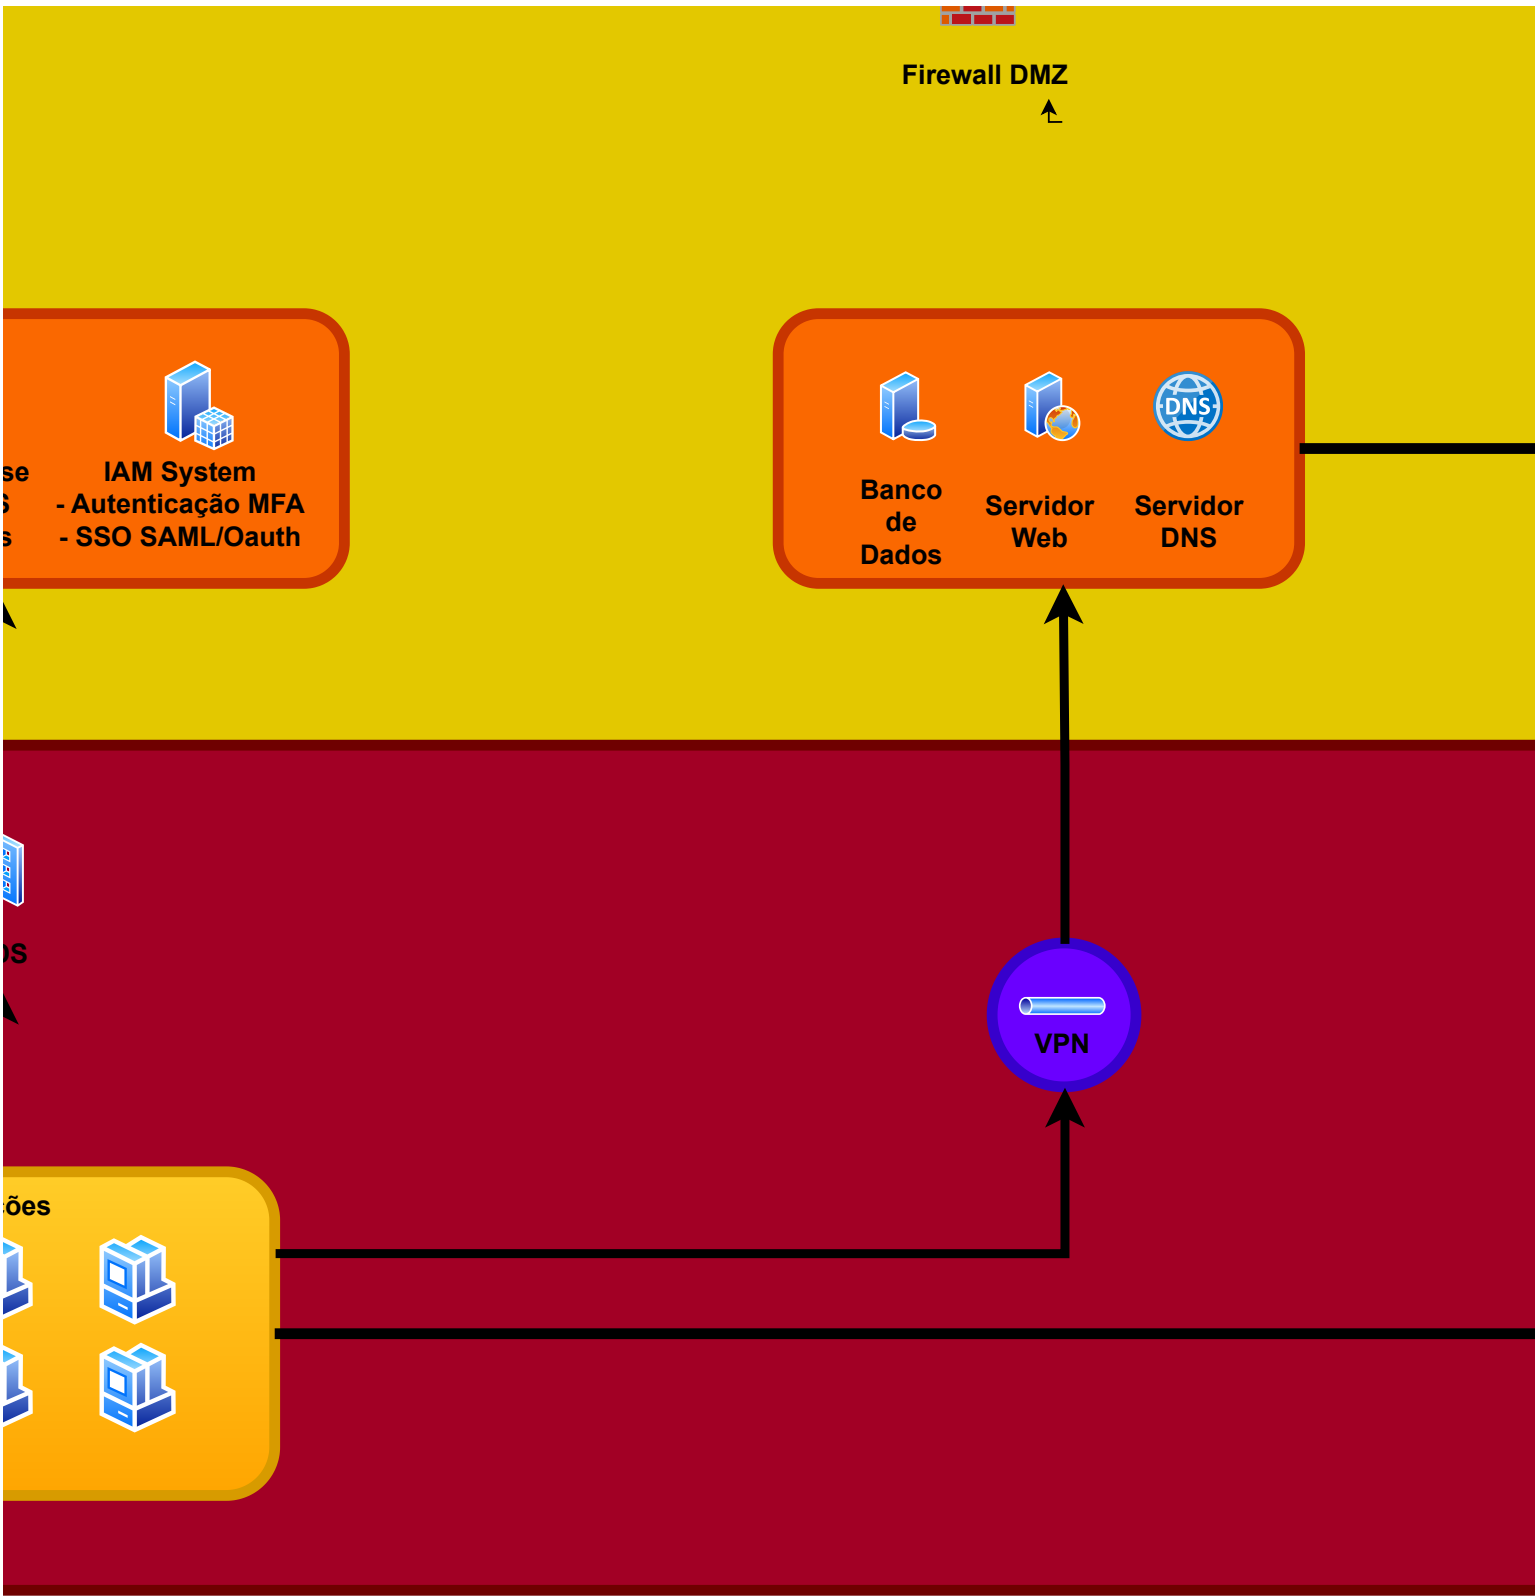 Firewall DMZ
IAM System
- Autenticação MFA
- SSO SAML/Oauth
DNS
Banco
de
Dados
Servidor
Web
Servidor
DNS
VPN